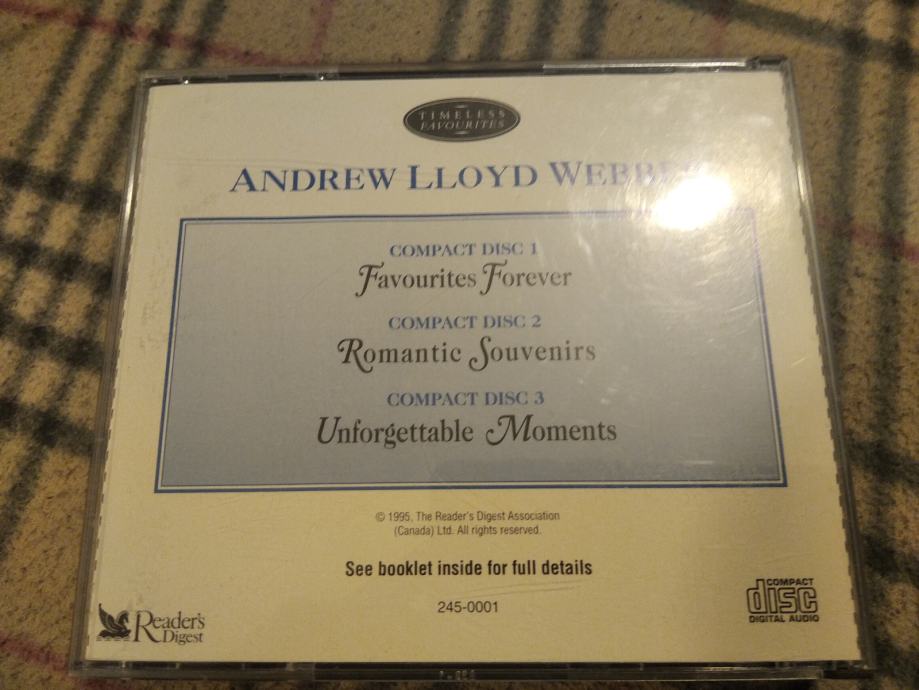 TIMELESS
FAVOURITES
ANDREW LLOYD WEBBER
COMPACT DISC 1
Favourites Forever
COMPACT DISC 2
Romantic Souvenirs
COMPACT DISC 3
Unforgettable Moments
© 1995, The Reader's Digest Association
(Canada) Ltd. All rights reserved.
See booklet inside for full details
245-0001
Reader's
Digest
COMPACT
disc
DIGITAL AUDIO